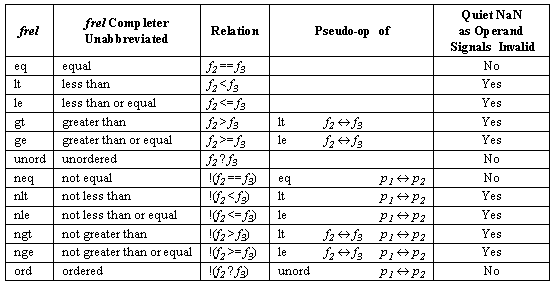 frel frel Completer Unabbreviated Relation Pseudo-op of Quiet NaN as Operand Signals Invalid
eq equal f2 == f3 No
lt less than f2 < f3 Yes
le less than or equal f2 <= f3 Yes
gt greater than f2 > f3 lt f2 ↔ f3 Yes
ge greater than or equal f2 >= f3 le f2 ↔ f3 Yes
unord unordered f2 ? f3 No
neq not equal !(f2 == f3) eq p1 ↔ p2 No
nlt not less than !(f2 < f3) lt p1 ↔ p2 Yes
nle not less than or equal !(f2 <= f3) le p1 ↔ p2 Yes
ngt not greater than !(f2 > f3) lt f2 ↔ f3 p1 ↔ p2 Yes
nge not greater than or equal !(f2 >= f3) le f2 ↔ f3 p1 ↔ p2 Yes
ord ordered !(f2 ? f3) unord p1 ↔ p2 No